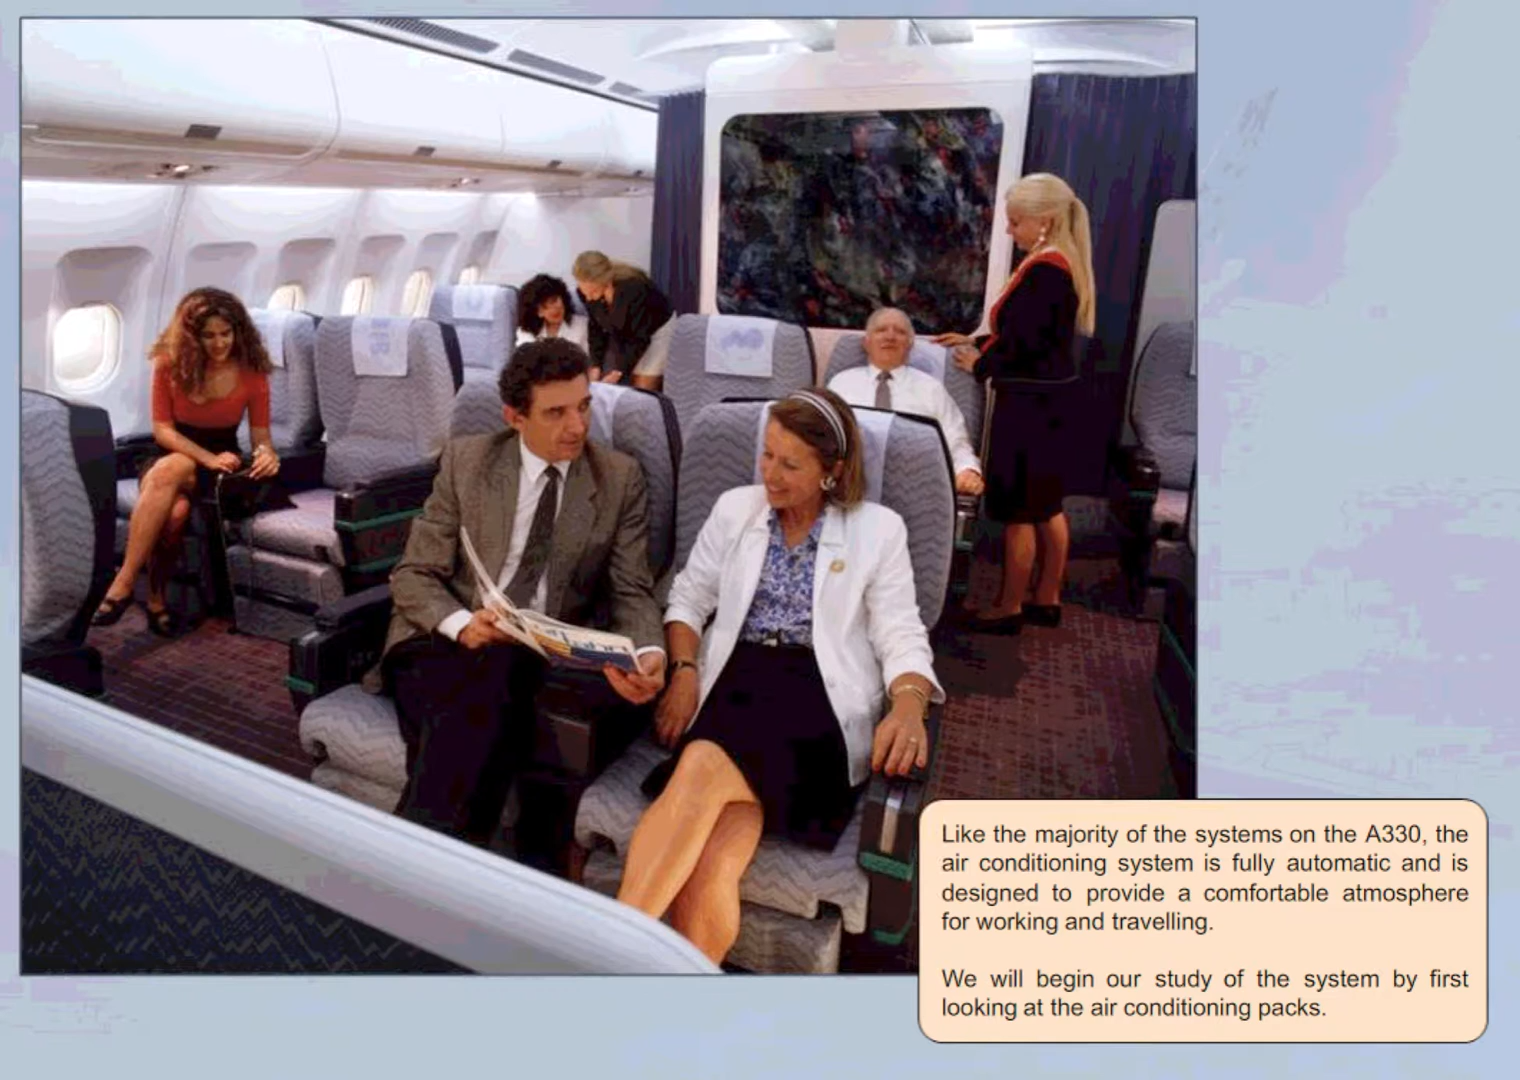 Like the majority of the systems on the A330, the
air conditioning system is fully automatic and is
designed to provide a comfortable atmosphere
for working and travelling.
We will begin our study of the system by first
looking at the air conditioning packs.